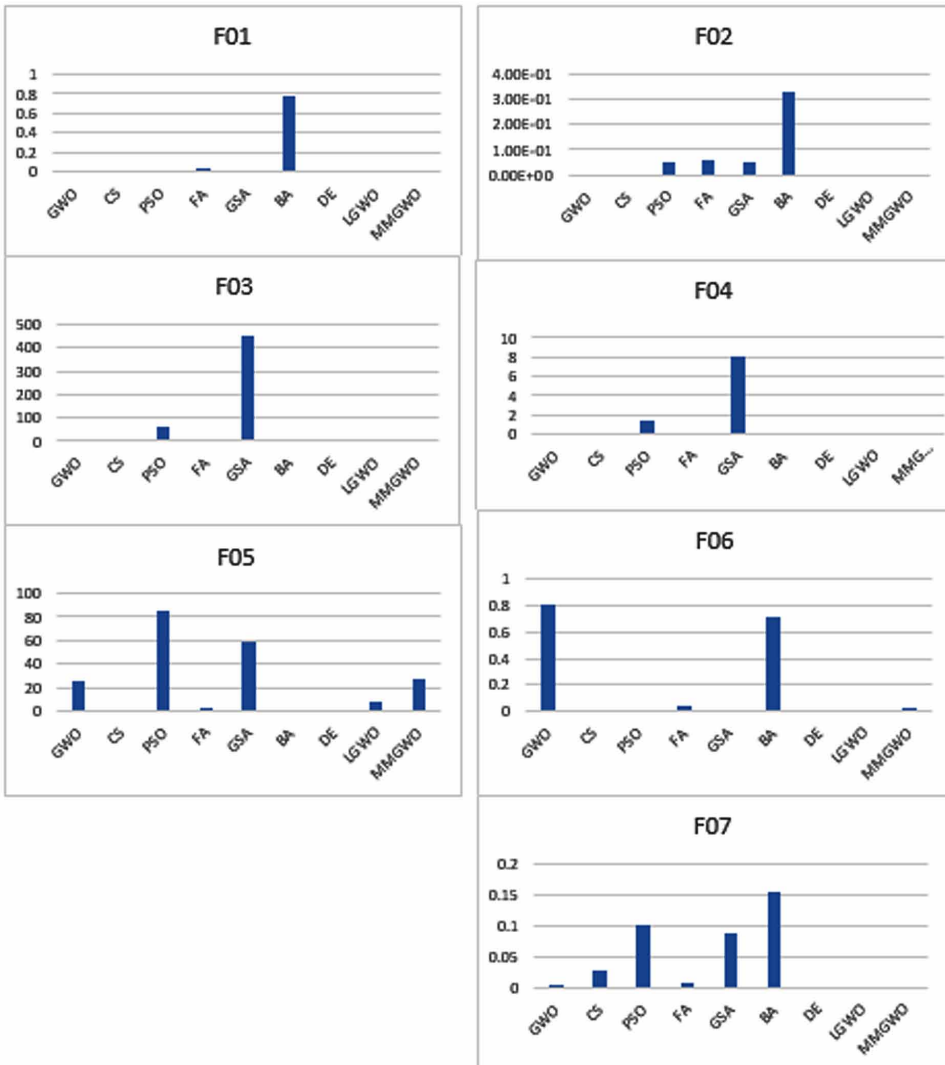 F01
1
0.8
0.6
0.4
0.2
0
GWO CS PSO FA GSA BA DE LGWO MMGWO
F02
4.00E-01
3.00E-01
2.00E-01
1.00E-01
0.00E+00
GWO CS PSO FA GSA BA DE LGWO MMGWO
F03
500
400
300
200
100
0
GWO CS PSO FA GSA BA DE LGWO MMGWO
F04
10
8
6
4
2
0
GWO CS PSO FA GSA BA DE LGWO MMG...
F05
100
80
60
40
20
0
GWO CS PSO FA GSA BA DE LGWO MMGWO
F06
1
0.8
0.6
0.4
0.2
0
GWO CS PSO FA GSA BA DE LGWO MMGWO
F07
0.2
0.15
0.1
0.05
0
GWO CS PSO FA GSA BA DE LGWO MMGWO